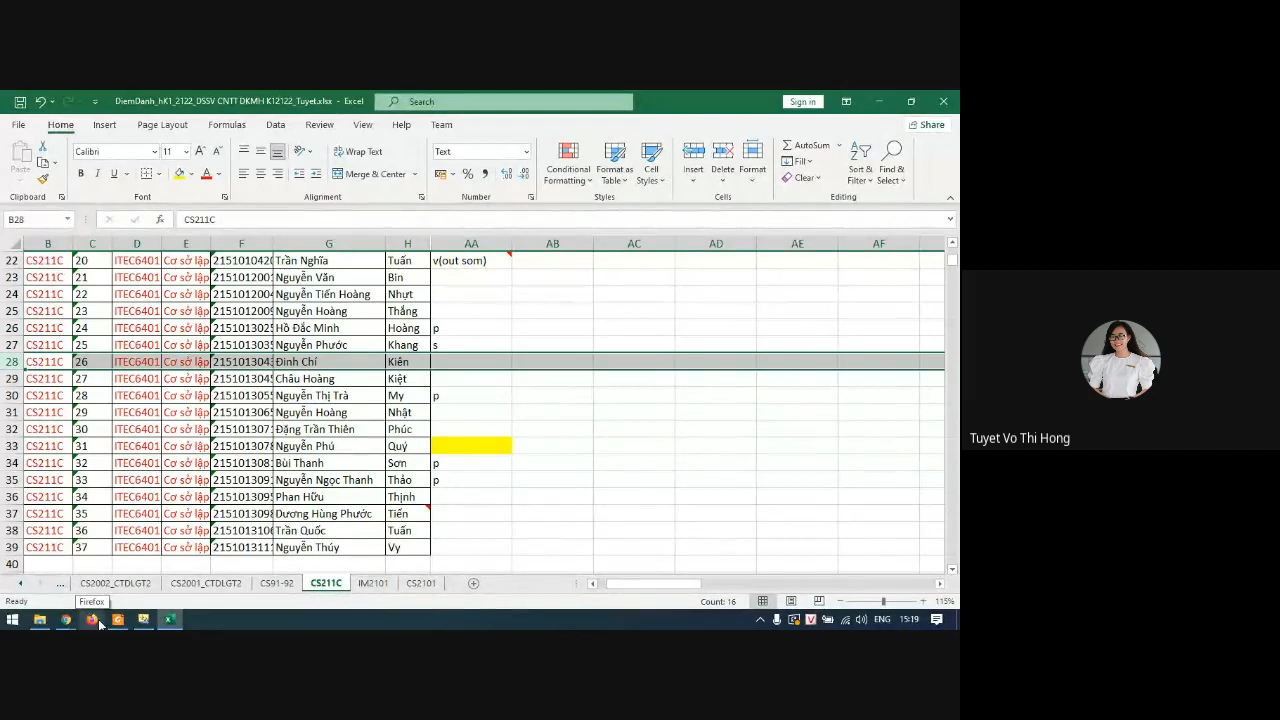 DiemDanh_hK1_2122_DSSV CNTT DKMH K12122_Tuyet.xlsx - Excel
Search
Sign in
File Home Insert Page Layout Formulas Data Review View Help Team
Share
Paste
Clipboard
Calibri 11
B I U
Font
Wrap Text
Merge & Center
Alignment
Text
Number
Conditional Formatting
Format as Table
Cell Styles
Styles
Insert
Delete
Format
Cells
AutoSum
Fill
Clear
Sort & Filter
Find & Select
Editing
B28
CS211C
B C D E F G H AA AB AC AD AE AF
22 CS211C 20 ITEC6401 Cơ sở lập 2151010420 Trần Nghĩa Tuấn v(out som)
23 CS211C 21 ITEC6401 Cơ sở lập 2151012001 Nguyễn Văn Bin
24 CS211C 22 ITEC6401 Cơ sở lập 2151012004 Nguyễn Tiến Hoàng Nhựt
25 CS211C 23 ITEC6401 Cơ sở lập 2151012009 Nguyễn Hoàng Thắng
26 CS211C 24 ITEC6401 Cơ sở lập Hồ Đắc Minh Hoàng p
27 CS211C 25 ITEC6401 Cơ sở lập Nguyễn Phước Khang s
28 CS211C 26 ITEC6401 Cơ sở lập Đinh Chí Kiên
29 CS211C 27 ITEC6401 Cơ sở lập Châu Hoàng Kiệt
30 CS211C 28 ITEC6401 Cơ sở lập Nguyễn Thị Trà My p
31 CS211C 29 ITEC6401 Cơ sở lập Nguyễn Hoàng Nhật
32 CS211C 30 ITEC6401 Cơ sở lập Đặng Trần Thiên Phúc
33 CS211C 31 ITEC6401 Cơ sở lập Nguyễn Phú Quý
34 CS211C 32 ITEC6401 Cơ sở lập Bùi Thanh Sơn p
35 CS211C 33 ITEC6401 Cơ sở lập Nguyễn Ngọc Thanh Thảo p
36 CS211C 34 ITEC6401 Cơ sở lập Phan Hữu Thịnh
37 CS211C 35 ITEC6401 Cơ sở lập Dương Hùng Phước Tiến
38 CS211C 36 ITEC6401 Cơ sở lập Trần Quốc Tuấn
39 CS211C 37 ITEC6401 Cơ sở lập Nguyễn Thúy Vy
40
... CS2002_CTDLGT2 CS2001_CTDLGT2 CS91-92 CS211C IM2101 CS2101
Ready
Firefox
Count: 16
115%
ENG 15:19
Tuyet Vo Thi Hong